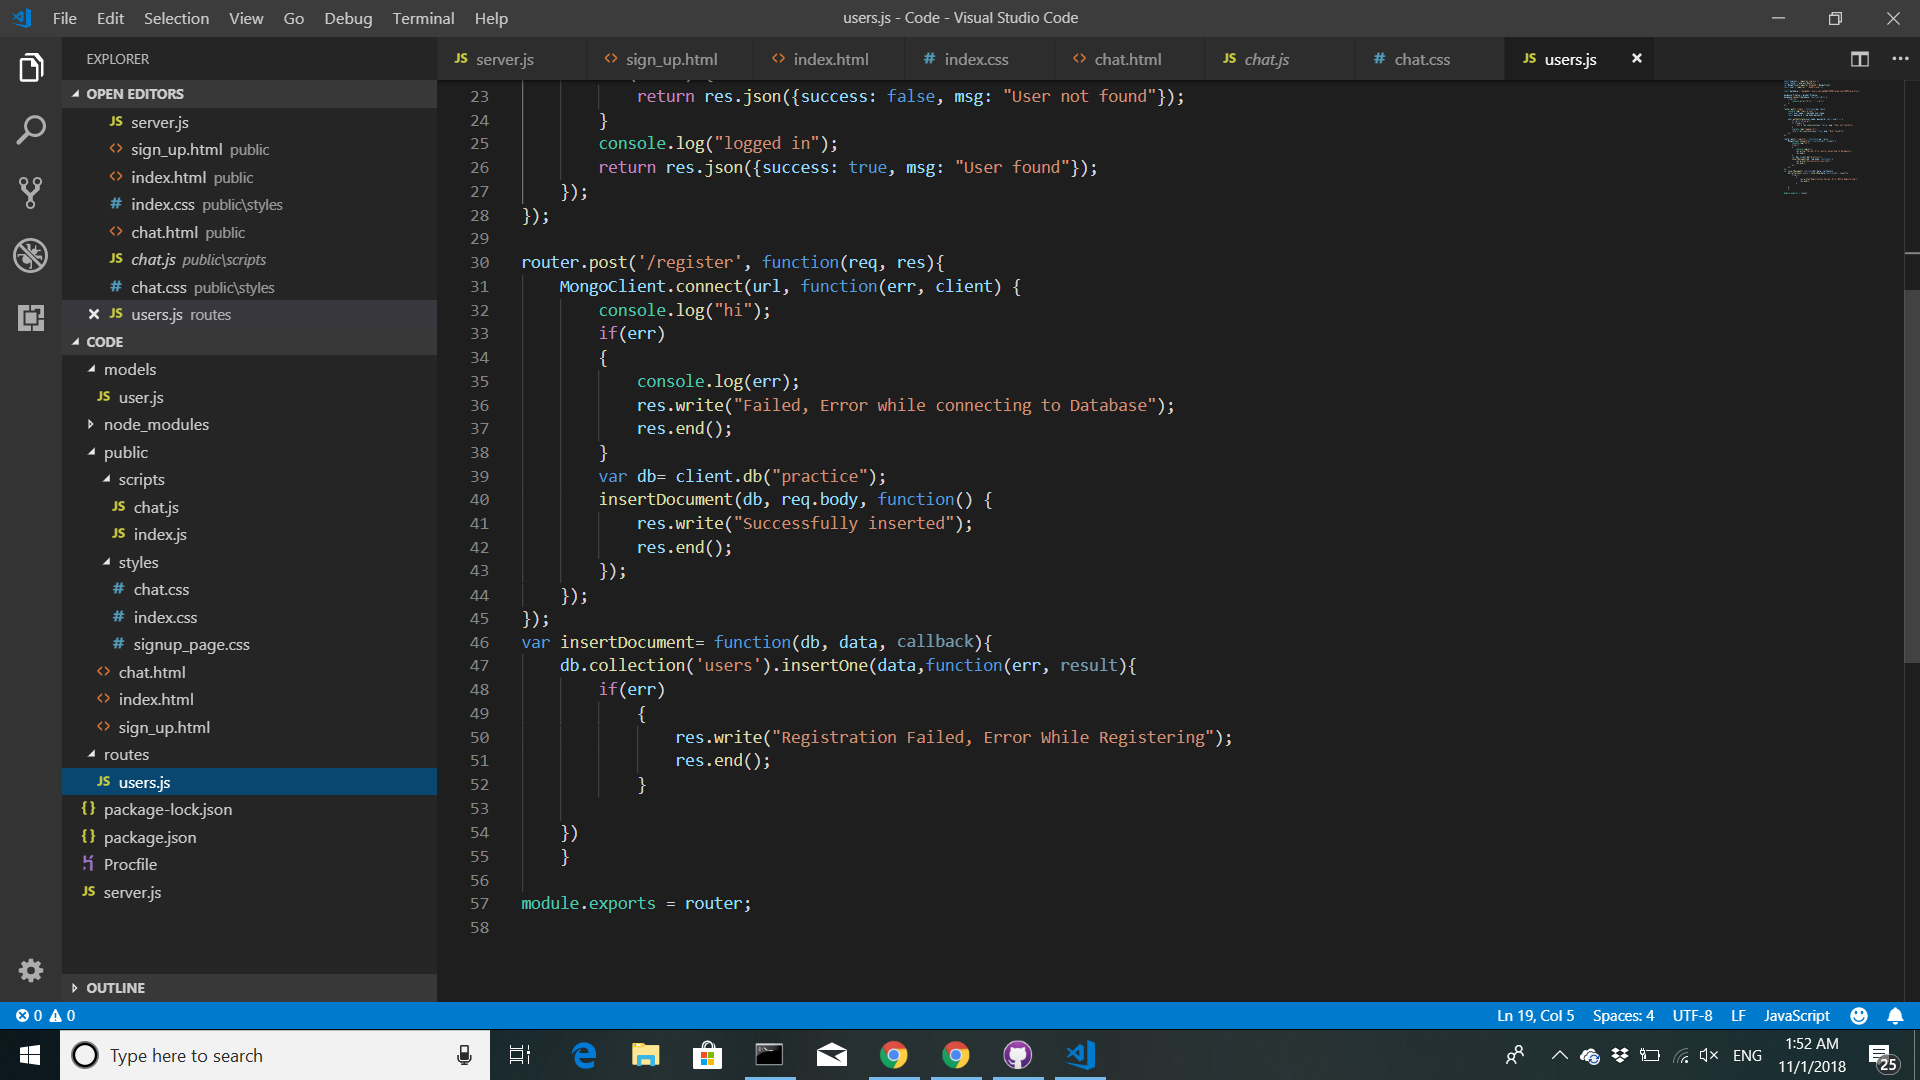 File Edit Selection View Go Debug Terminal Help
users.js - Code - Visual Studio Code
EXPLORER
OPEN EDITORS
JS server.js
<> sign_up.html public
<> index.html public
# index.css public\styles
<> chat.html public
JS chat.js public\scripts
# chat.css public\styles
JS users.js routes
CODE
models
JS user.js
node_modules
public
scripts
JS chat.js
JS index.js
styles
# chat.css
# index.css
# signup_page.css
<> chat.html
<> index.html
<> sign_up.html
routes
JS users.js
{} package-lock.json
{} package.json
Procfile
JS server.js
OUTLINE
JS server.js <> sign_up.html <> index.html # index.css <> chat.html JS chat.js # chat.css JS users.js
23 return res.json({success: false, msg: "User not found"});
24 }
25 console.log("logged in");
26 return res.json({success: true, msg: "User found"});
27 });
28 });
29
30 router.post('/register', function(req, res){
31 MongoClient.connect(url, function(err, client) {
32 console.log("hi");
33 if(err)
34 {
35 console.log(err);
36 res.write("Failed, Error while connecting to Database");
37 res.end();
38 }
39 var db= client.db("practice");
40 insertDocument(db, req.body, function() {
41 res.write("Successfully inserted");
42 res.end();
43 });
44 });
45 });
46 var insertDocument= function(db, data, callback){
47 db.collection('users').insertOne(data,function(err, result){
48 if(err)
49 {
50 res.write("Registration Failed, Error While Registering");
51 res.end();
52 }
53
54 })
55 }
56
57 module.exports = router;
58
0 0
Ln 19, Col 5 Spaces: 4 UTF-8 LF JavaScript
Type here to search
ENG
1:52 AM
11/1/2018
25